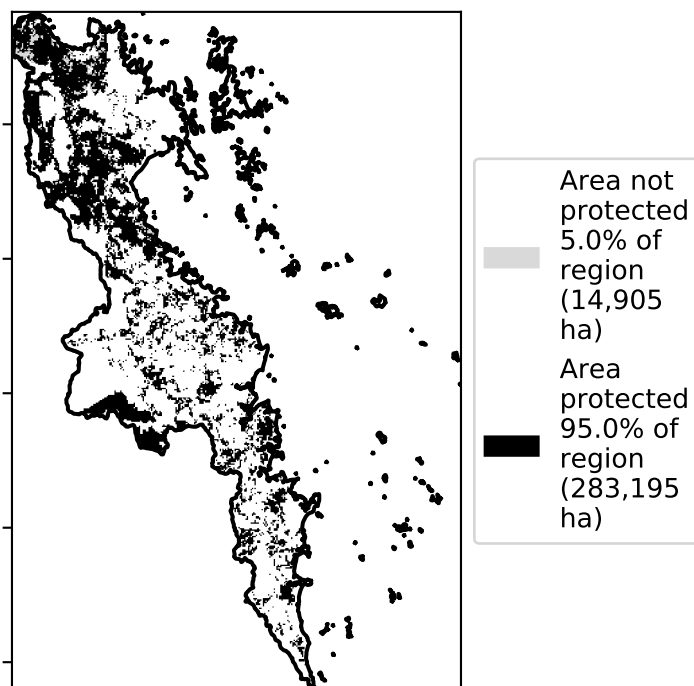 Area not
protected
5.0% of
region
(14,905
ha)
Area
protected
95.0% of
region
(283,195
ha)